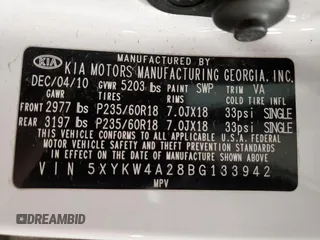 MANUFACTURED BY
KIA KIA MOTORS MANUFACTURING GEORGIA, INC.
DEC/04/10 GVWR 5203 lbs PAINT SWP TRIM VA
GAWR TIRES RIMS COLD TIRE INFL
FRONT 2977 lbs P235/60R18 7.0JX18 33psi SINGLE
REAR 3197 lbs P235/60R18 7.0JX18 33psi SINGLE
THIS VEHICLE CONFORMS TO ALL APPLICABLE U.S.A. FEDERAL
MOTOR VEHICLE SAFETY AND THEFT PREVENTION STANDARDS
IN EFFECT ON THE DATE OF MANUFACTURE SHOWN ABOVE.
VIN 5XYKW4A28BG133942
MPV
DREAMBID